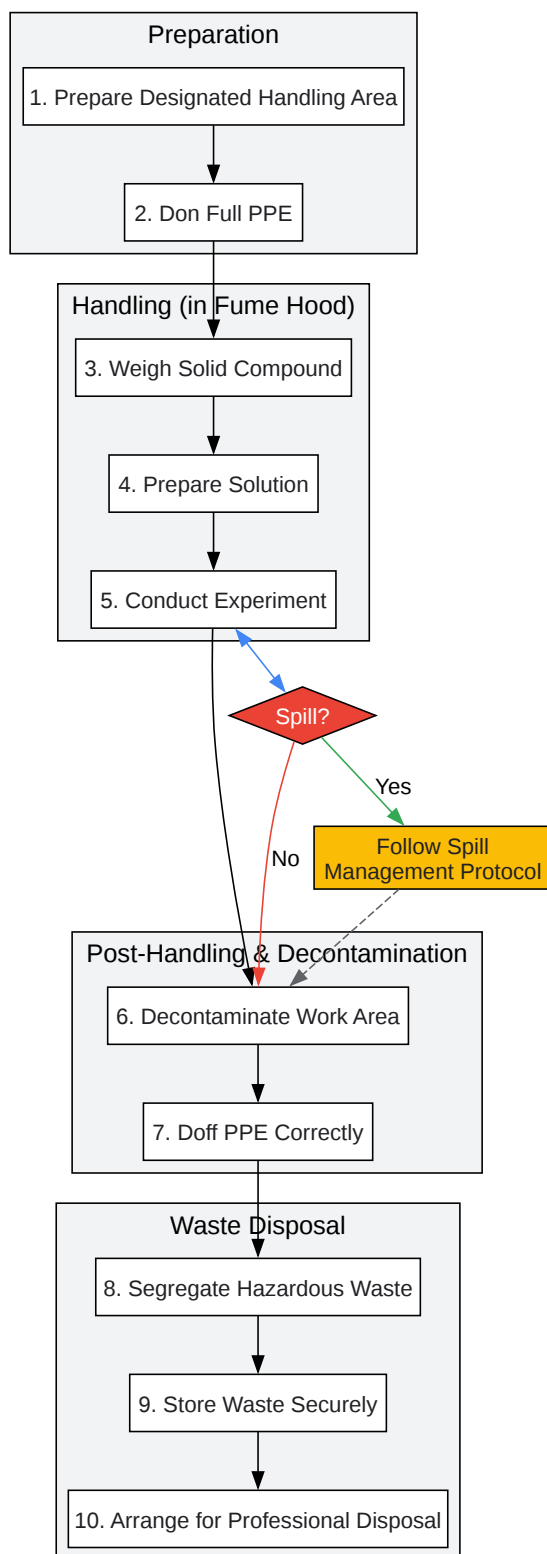 Preparation
1. Prepare Designated Handling Area
2. Don Full PPE
Handling (in Fume Hood)
3. Weigh Solid Compound
4. Prepare Solution
5. Conduct Experiment
Spill?
Yes
No
Follow Spill
Management Protocol
Post-Handling & Decontamination
6. Decontaminate Work Area
7. Doff PPE Correctly
Waste Disposal
8. Segregate Hazardous Waste
9. Store Waste Securely
10. Arrange for Professional Disposal